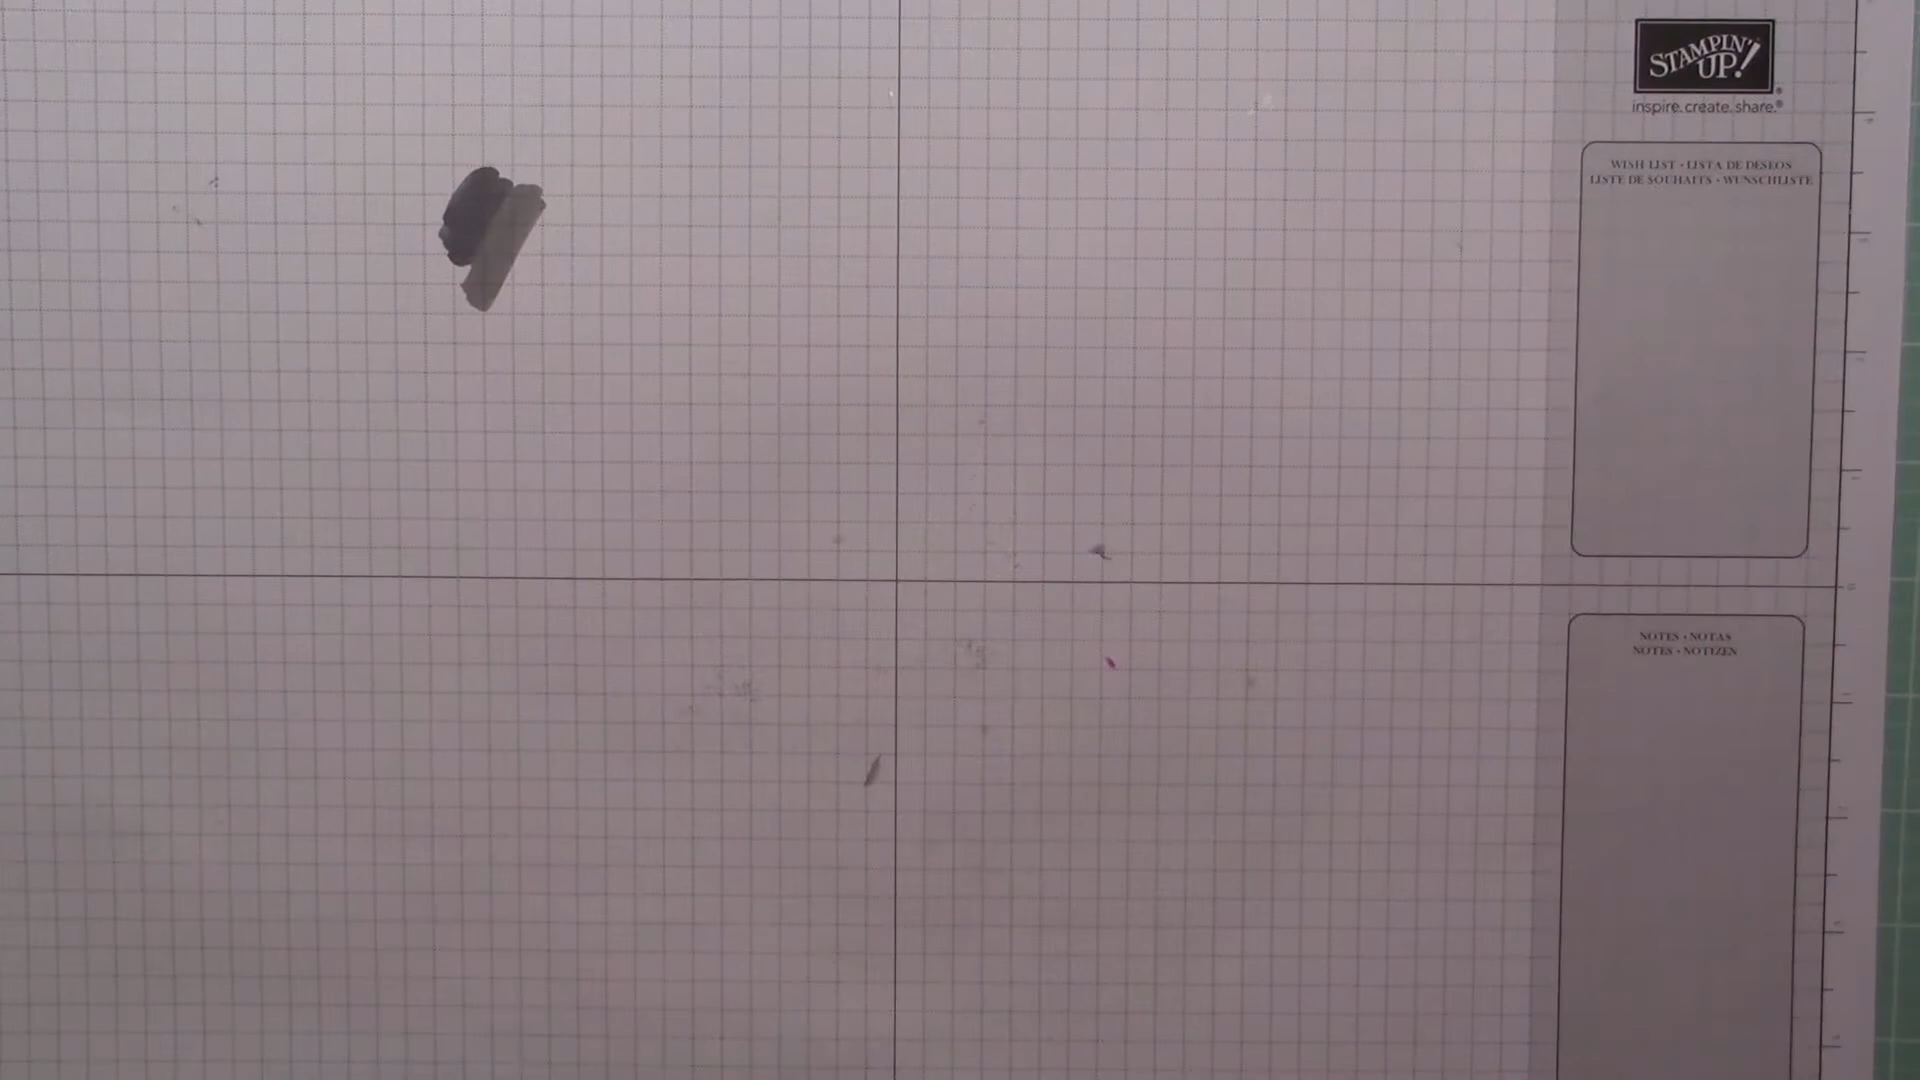 STAMPIN'
UP!®
inspire.create.share.®
WISH LIST • LISTA DE DESEOS
LISTE DE SOUHAITS • WUNSCHLISTE
NOTES • NOTAS
NOTES • NOTIZEN